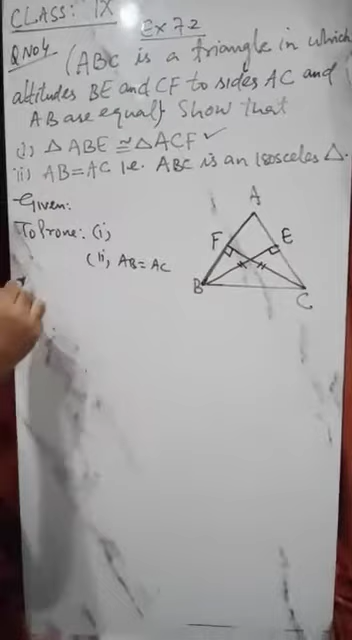 CLASS: IX
Ex 7.2
QNo4 (ABC is a triangle in which
altitudes BE and CF to sides AC and
AB are equal). Show that
(i) △ABE ≅ △ACF ✓
ii) AB=AC i.e. ABC is an Isosceles △.
Given:
To Prove: (i)
(ii, AB = AC
A
F
E
B
C